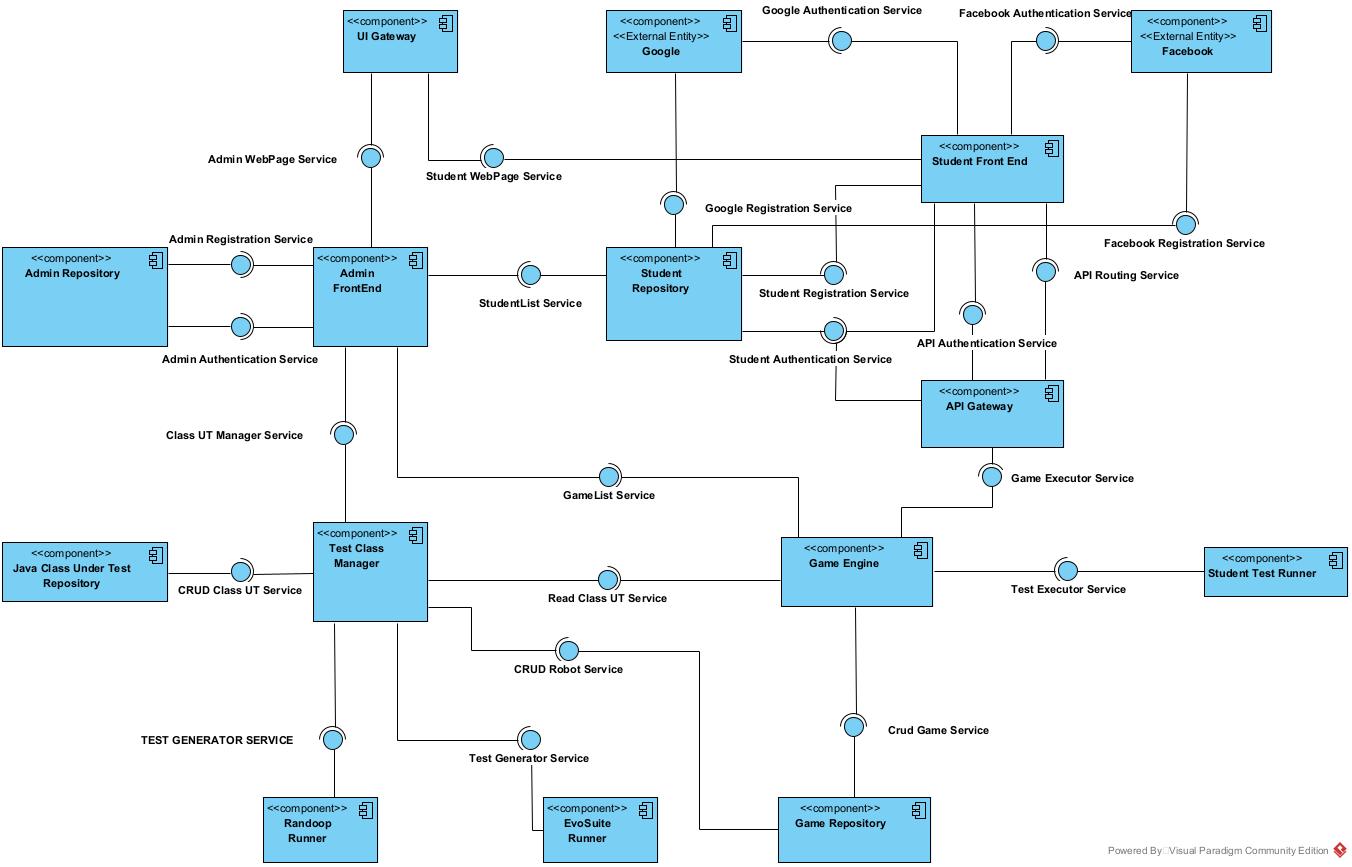 <<component>>
UI Gateway
<<component>>
<<External Entity>>
Google
Google Authentication Service
Facebook Authentication Service
<<component>>
<<External Entity>>
Facebook
Admin WebPage Service
Student WebPage Service
<<component>>
Student Front End
Google Registration Service
Facebook Registration Service
Admin Registration Service
<<component>>
Admin Repository
<<component>>
Admin
FrontEnd
StudentList Service
<<component>>
Student
Repository
Student Registration Service
API Routing Service
Admin Authentication Service
Student Authentication Service
API Authentication Service
<<component>>
API Gateway
Class UT Manager Service
GameList Service
Game Executor Service
<<component>>
Java Class Under Test
Repository
CRUD Class UT Service
<<component>>
Test Class
Manager
Read Class UT Service
<<component>>
Game Engine
Test Executor Service
<<component>>
Student Test Runner
CRUD Robot Service
TEST GENERATOR SERVICE
Test Generator Service
Crud Game Service
<<component>>
Randoop
Runner
<<component>>
EvoSuite
Runner
<<component>>
Game Repository
Powered By Visual Paradigm Community Edition